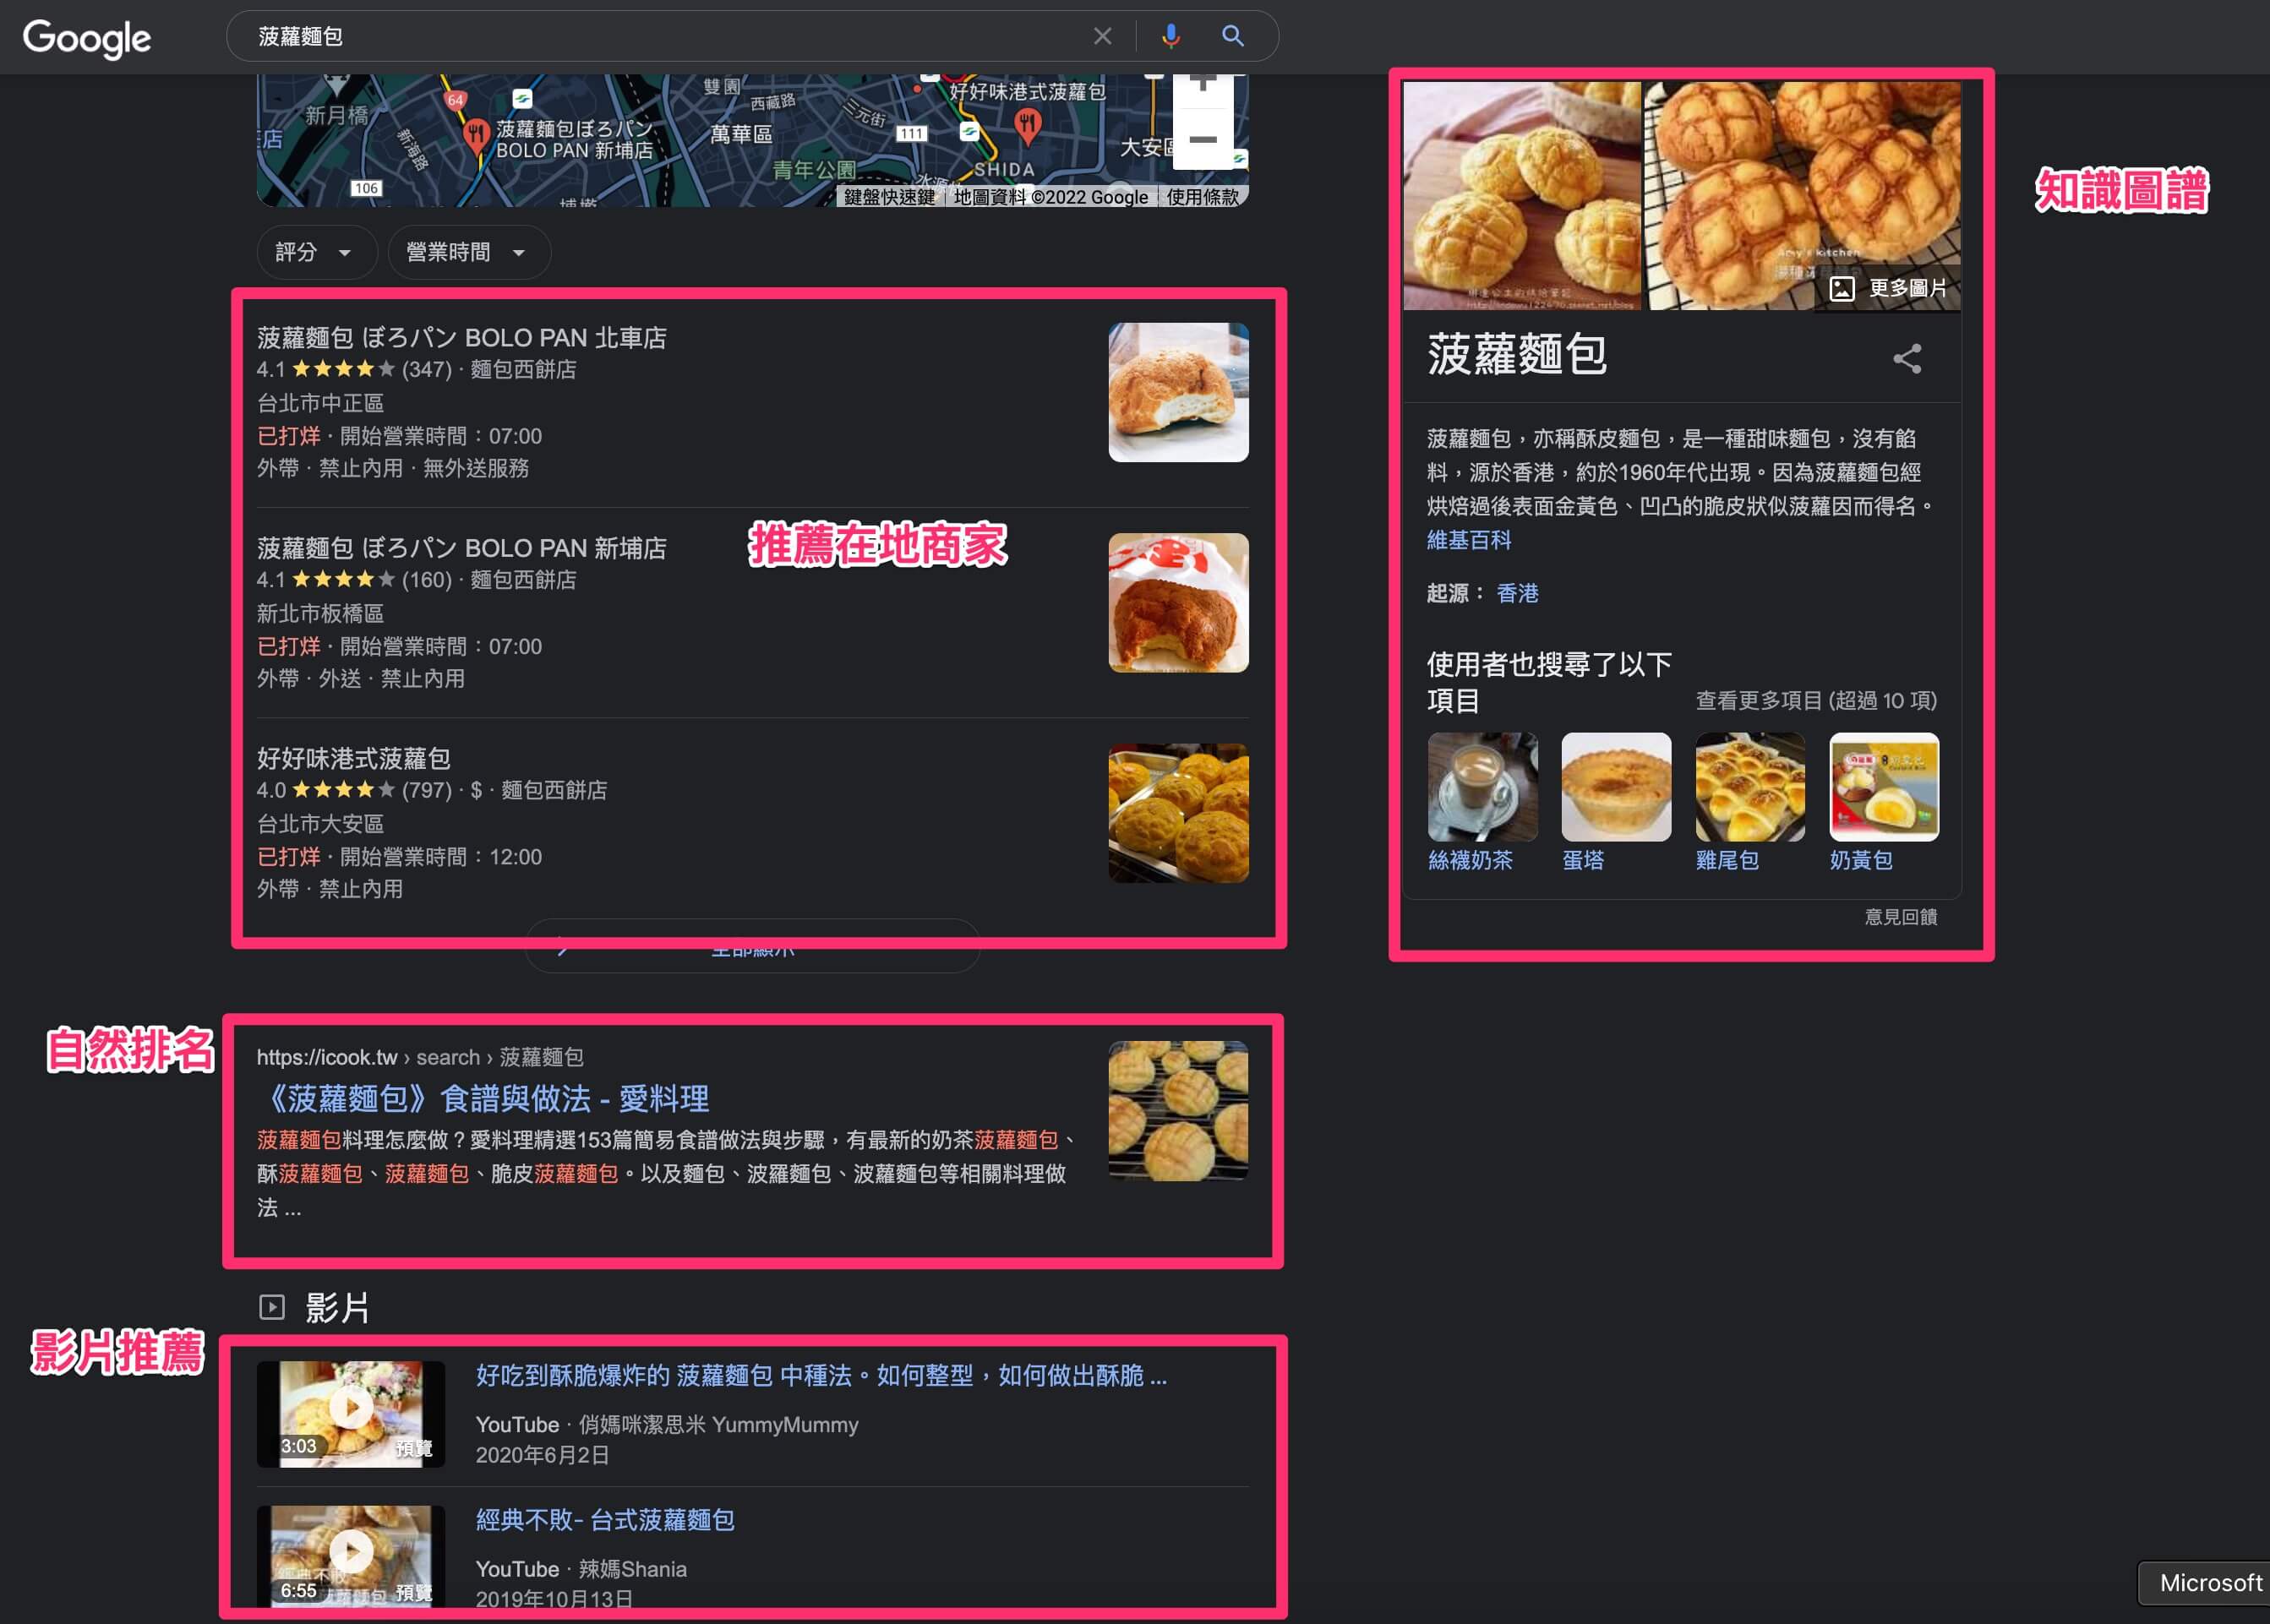 Google
菠蘿麵包
新月橋
64
新海路
菠蘿麵包ぼろパン
BOLO PAN 新埔店
106
雙園
西藏路
萬華區
青年公園
三元街
111
好好味港式菠蘿包
SHIDA
大安區
鍵盤快速鍵
地圖資料 ©2022 Google
使用條款
評分
營業時間
菠蘿麵包 ぼろパン BOLO PAN 北車店
4.1 ★★★★★ (347) · 麵包西餅店
台北市中正區
已打烊 · 開始營業時間：07:00
外帶 · 禁止內用 · 無外送服務
菠蘿麵包 ぼろパン BOLO PAN 新埔店
4.1 ★★★★★ (160) · 麵包西餅店
新北市板橋區
已打烊 · 開始營業時間：07:00
外帶 · 外送 · 禁止內用
推薦在地商家
好好味港式菠蘿包
4.0 ★★★★★ (797) · $ · 麵包西餅店
台北市大安區
已打烊 · 開始營業時間：12:00
外帶 · 禁止內用
全部顯示
自然排名
https://icook.tw › search › 菠蘿麵包
《菠蘿麵包》食譜與做法 - 愛料理
菠蘿麵包料理怎麼做？愛料理精選153篇簡易食譜做法與步驟，有最新的奶茶菠蘿麵包、
酥菠蘿麵包、菠蘿麵包、脆皮菠蘿麵包。以及麵包、波羅麵包、波蘿麵包等相關料理做
法 ...
影片
影片推薦
好吃到酥脆爆炸的 菠蘿麵包 中種法。如何整型，如何做出酥脆 ...
YouTube · 俏媽咪潔思米 YummyMummy
2020年6月2日
3:03
預覽
經典不敗- 台式菠蘿麵包
YouTube · 辣媽Shania
2019年10月13日
6:55
預覽
知識圖譜
Amy's kitchen
更多圖片
菠蘿麵包
菠蘿麵包，亦稱酥皮麵包，是一種甜味麵包，沒有餡
料，源於香港，約於1960年代出現。因為菠蘿麵包經
烘焙過後表面金黃色、凹凸的脆皮狀似菠蘿因而得名。
維基百科
起源： 香港
使用者也搜尋了以下
項目
查看更多項目 (超過 10 項)
絲襪奶茶
蛋塔
雞尾包
奶黃包
意見回饋
Microsoft